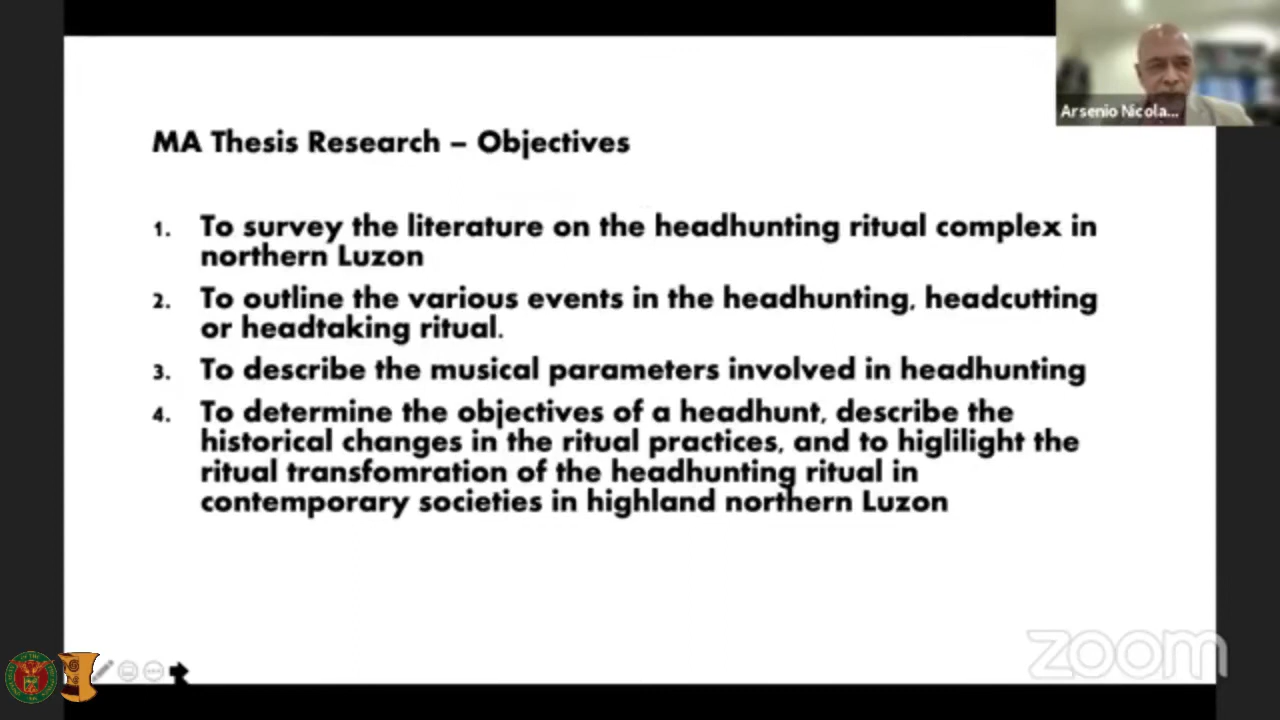 Arsenio Nicola...
MA Thesis Research – Objectives
1. To survey the literature on the headhunting ritual complex in
northern Luzon
2. To outline the various events in the headhunting, headcutting
or headtaking ritual.
3. To describe the musical parameters involved in headhunting
4. To determine the objectives of a headhunt, describe the
historical changes in the ritual practices, and to higlilight the
ritual transfomration of the headhunting ritual in
contemporary societies in highland northern Luzon
zoom